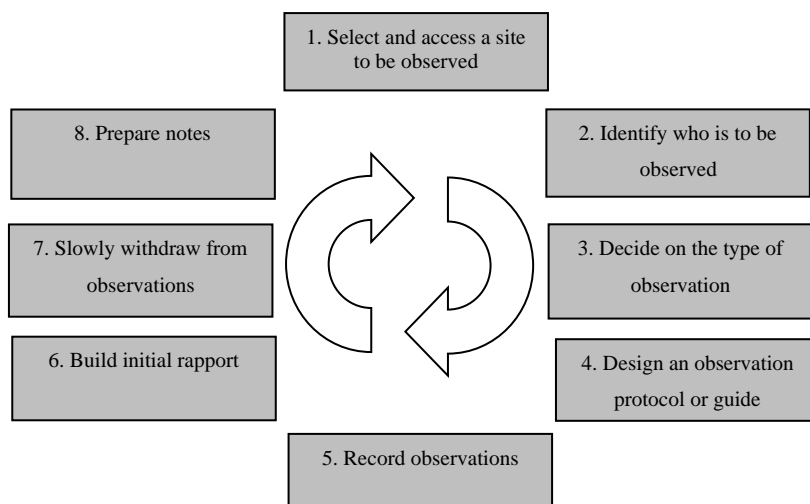 1. Select and access a site
to be observed
2. Identify who is to be
observed
3. Decide on the type of
observation
4. Design an observation
protocol or guide
5. Record observations
6. Build initial rapport
7. Slowly withdraw from
observations
8. Prepare notes